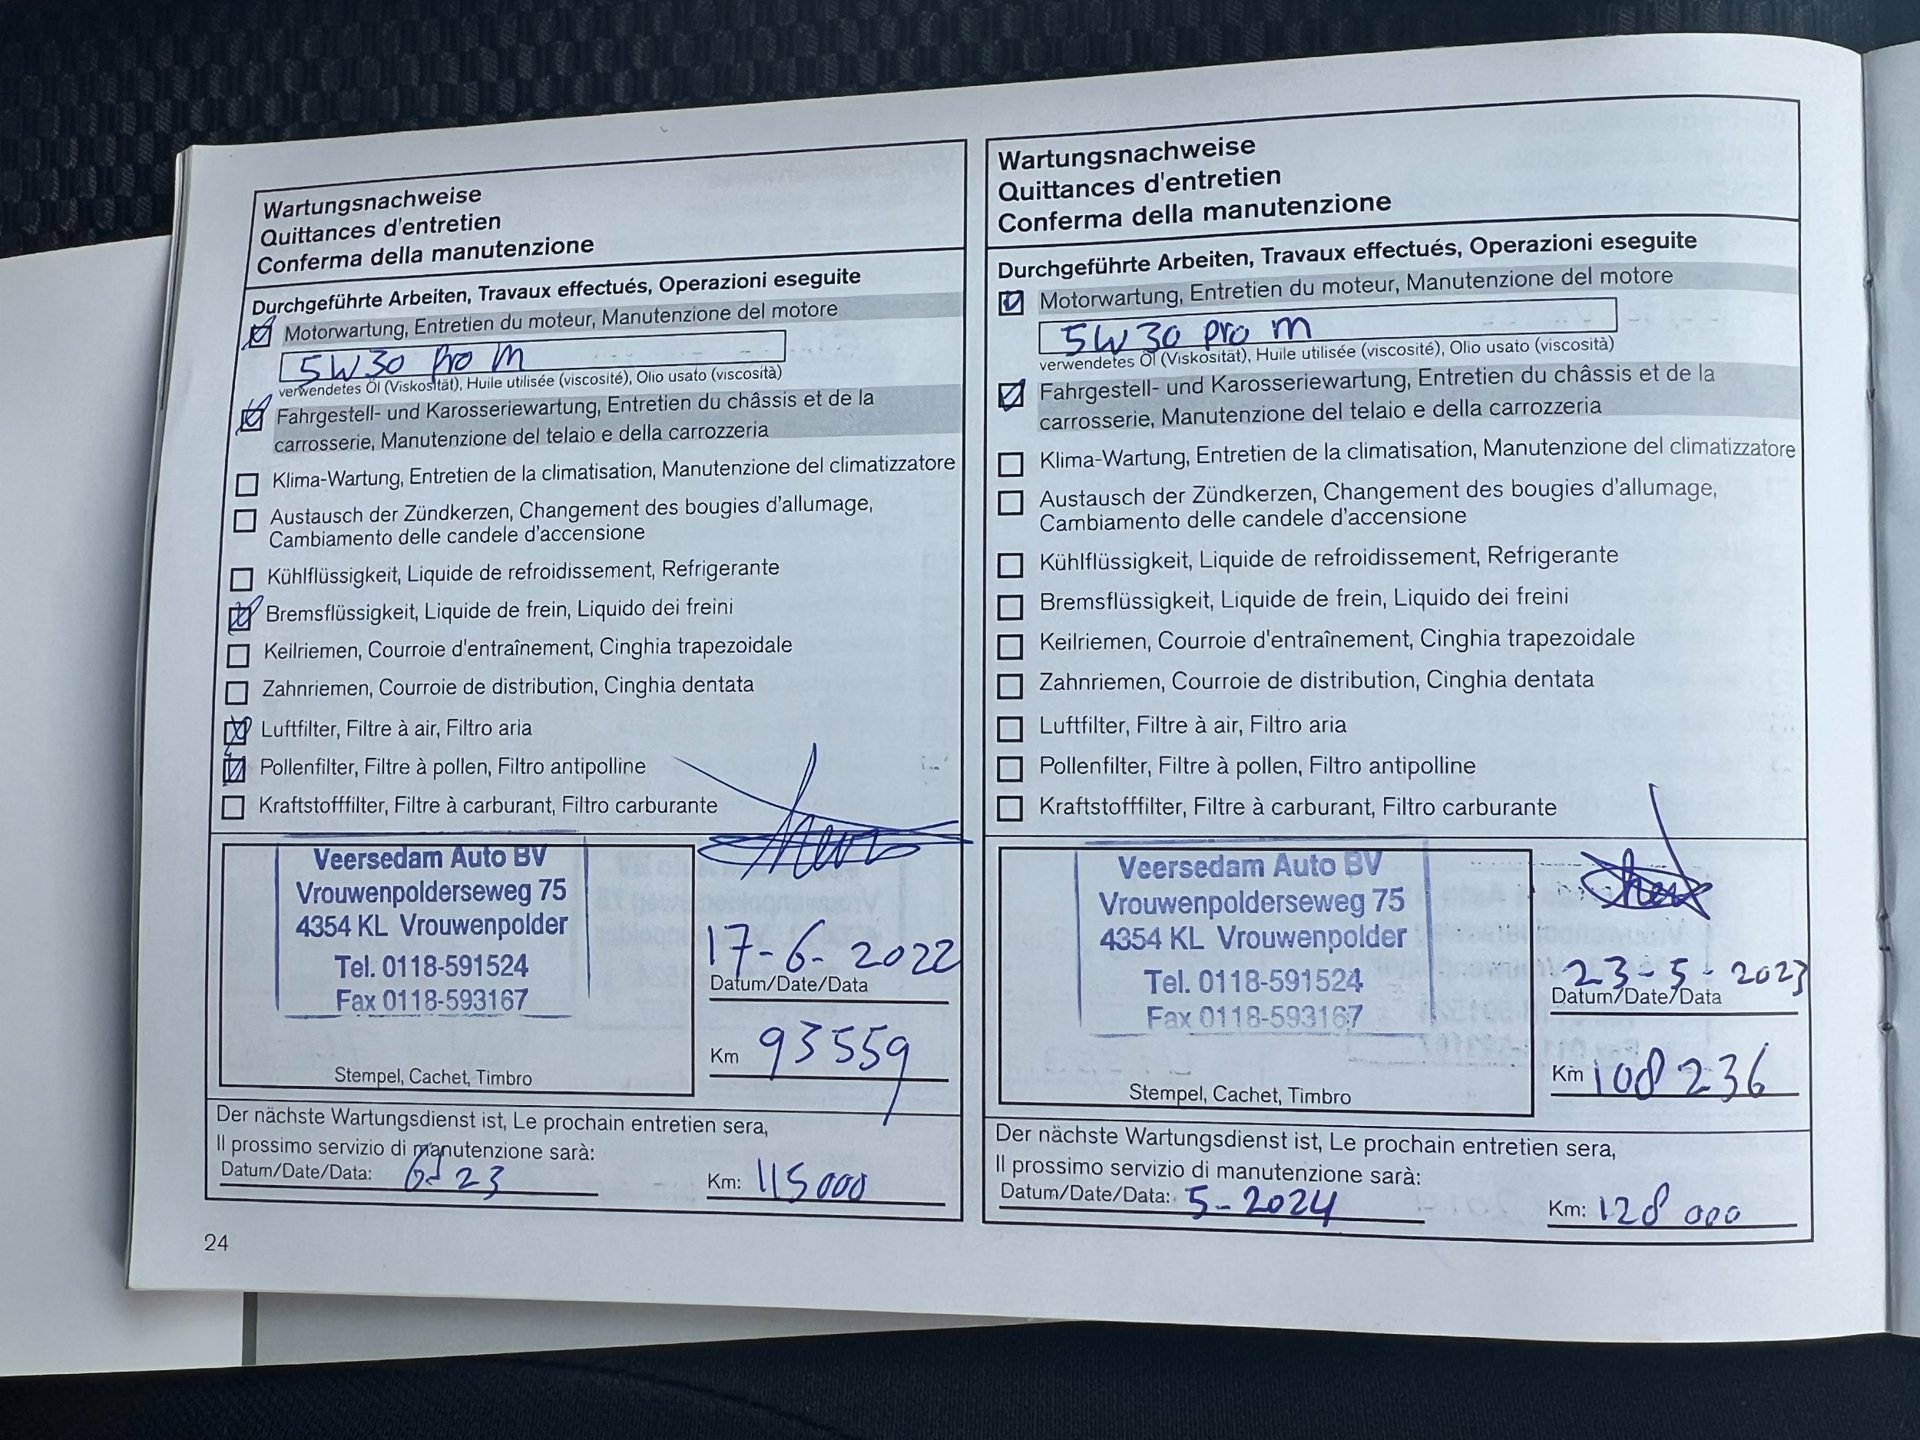 Wartungsnachweise
Quittances d'entretien
Conferma della manutenzione
Durchgeführte Arbeiten, Travaux effectués, Operazioni eseguite
Motorwartung, Entretien du moteur, Manutenzione del motore
5W30 Pro M
verwendetes Öl (Viskosität), Huile utilisée (viscosité), Olio usato (viscosità)
Fahrgestell- und Karosseriewartung, Entretien du châssis et de la
carrosserie, Manutenzione del telaio e della carrozzeria
Klima-Wartung, Entretien de la climatisation, Manutenzione del climatizzatore
Austausch der Zündkerzen, Changement des bougies d'allumage,
Cambiamento delle candele d'accensione
Kühlflüssigkeit, Liquide de refroidissement, Refrigerante
Bremsflüssigkeit, Liquide de frein, Liquido dei freini
Keilriemen, Courroie d'entraînement, Cinghia trapezoidale
Zahnriemen, Courroie de distribution, Cinghia dentata
Luftfilter, Filtre à air, Filtro aria
Pollenfilter, Filtre à pollen, Filtro antipolline
Kraftstofffilter, Filtre à carburant, Filtro carburante
Veersedam Auto BV
Vrouwenpolderseweg 75
4354 KL Vrouwenpolder
Tel. 0118-591524
Fax 0118-593167
Stempel, Cachet, Timbro
17-6-2022
Datum/Date/Data
Km 93559
Der nächste Wartungsdienst ist, Le prochain entretien sera,
Il prossimo servizio di manutenzione sarà:
Datum/Date/Data: 6-23
Km: 115000
24
Wartungsnachweise
Quittances d'entretien
Conferma della manutenzione
Durchgeführte Arbeiten, Travaux effectués, Operazioni eseguite
Motorwartung, Entretien du moteur, Manutenzione del motore
5W30 pro m
verwendetes Öl (Viskosität), Huile utilisée (viscosité), Olio usato (viscosità)
Fahrgestell- und Karosseriewartung, Entretien du châssis et de la
carrosserie, Manutenzione del telaio e della carrozzeria
Klima-Wartung, Entretien de la climatisation, Manutenzione del climatizzatore
Austausch der Zündkerzen, Changement des bougies d'allumage,
Cambiamento delle candele d'accensione
Kühlflüssigkeit, Liquide de refroidissement, Refrigerante
Bremsflüssigkeit, Liquide de frein, Liquido dei freini
Keilriemen, Courroie d'entraînement, Cinghia trapezoidale
Zahnriemen, Courroie de distribution, Cinghia dentata
Luftfilter, Filtre à air, Filtro aria
Pollenfilter, Filtre à pollen, Filtro antipolline
Kraftstofffilter, Filtre à carburant, Filtro carburante
Veersedam Auto BV
Vrouwenpolderseweg 75
4354 KL Vrouwenpolder
Tel. 0118-591524
Fax 0118-593167
Stempel, Cachet, Timbro
23-5-2023
Datum/Date/Data
Km 108236
Der nächste Wartungsdienst ist, Le prochain entretien sera,
Il prossimo servizio di manutenzione sarà:
Datum/Date/Data: 5-2024
Km: 128 000